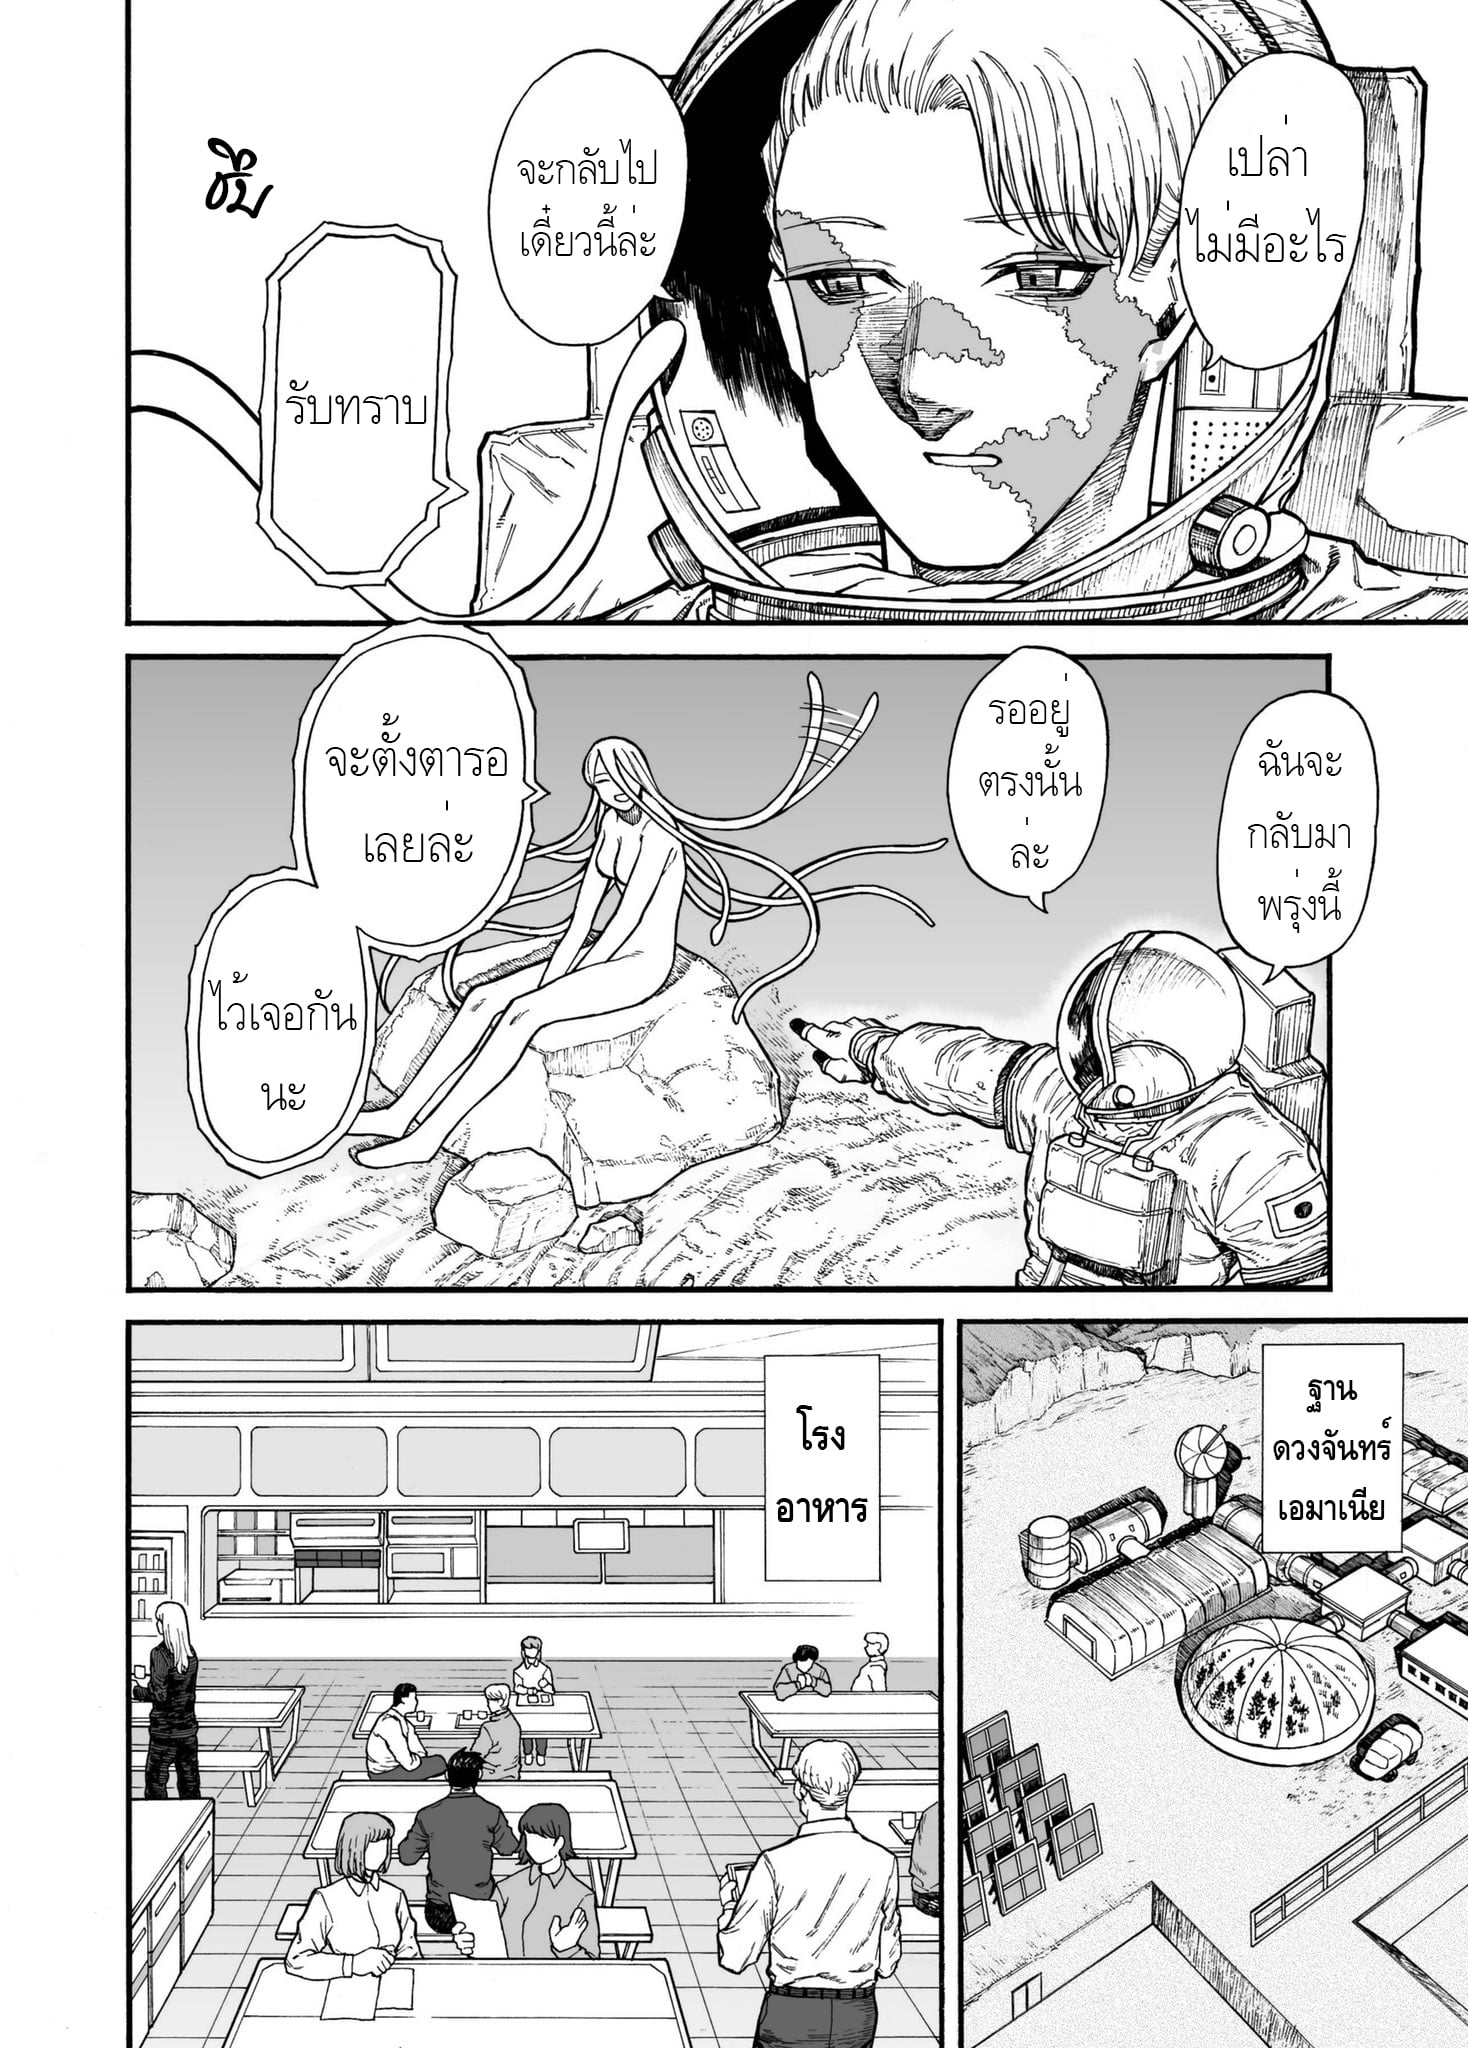 เปล่า
ไม่มีอะไร
จะกลับไป
เดี๋ยวนี้ล่ะ
ชึบ
รับทราบ
ฉันจะ
กลับมา
พรุ่งนี้
รออยู่
ตรงนั้น
ล่ะ
จะตั้งตารอ
เลยล่ะ
ไว้เจอกัน
นะ
ฐาน
ดวงจันทร์
เอมาเนีย
โรง
อาหาร